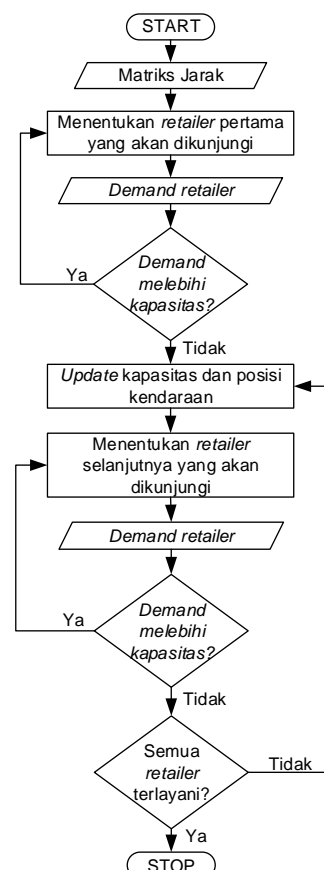 START
Matriks Jarak
Menentukan retailer pertama
yang akan dikunjungi
Demand retailer
Demand
melebihi
kapasitas?
Ya
Tidak
Update kapasitas dan posisi
kendaraan
Menentukan retailer
selanjutnya yang akan
dikunjungi
Demand retailer
Demand
melebihi
kapasitas?
Ya
Tidak
Semua
retailer
terlayani?
Tidak
Ya
STOP